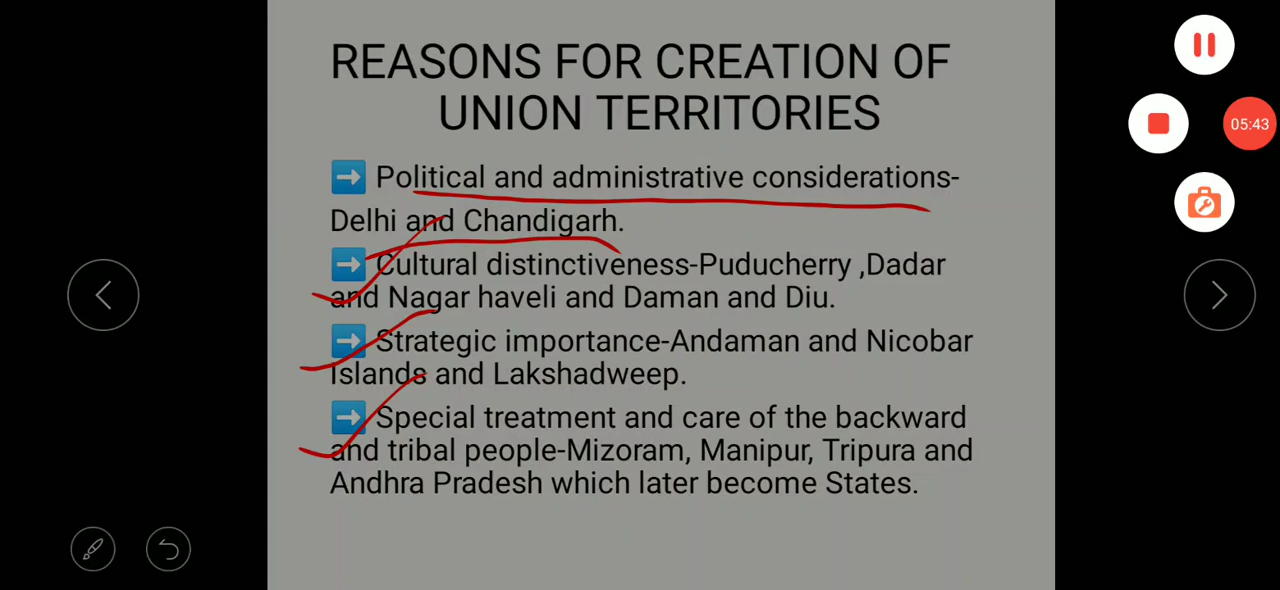 REASONS FOR CREATION OF
UNION TERRITORIES
➡ Political and administrative considerations-
Delhi and Chandigarh.
➡ Cultural distinctiveness-Puducherry ,Dadar
and Nagar haveli and Daman and Diu.
➡ Strategic importance-Andaman and Nicobar
Islands and Lakshadweep.
➡ Special treatment and care of the backward
and tribal people-Mizoram, Manipur, Tripura and
Andhra Pradesh which later become States.
05:43